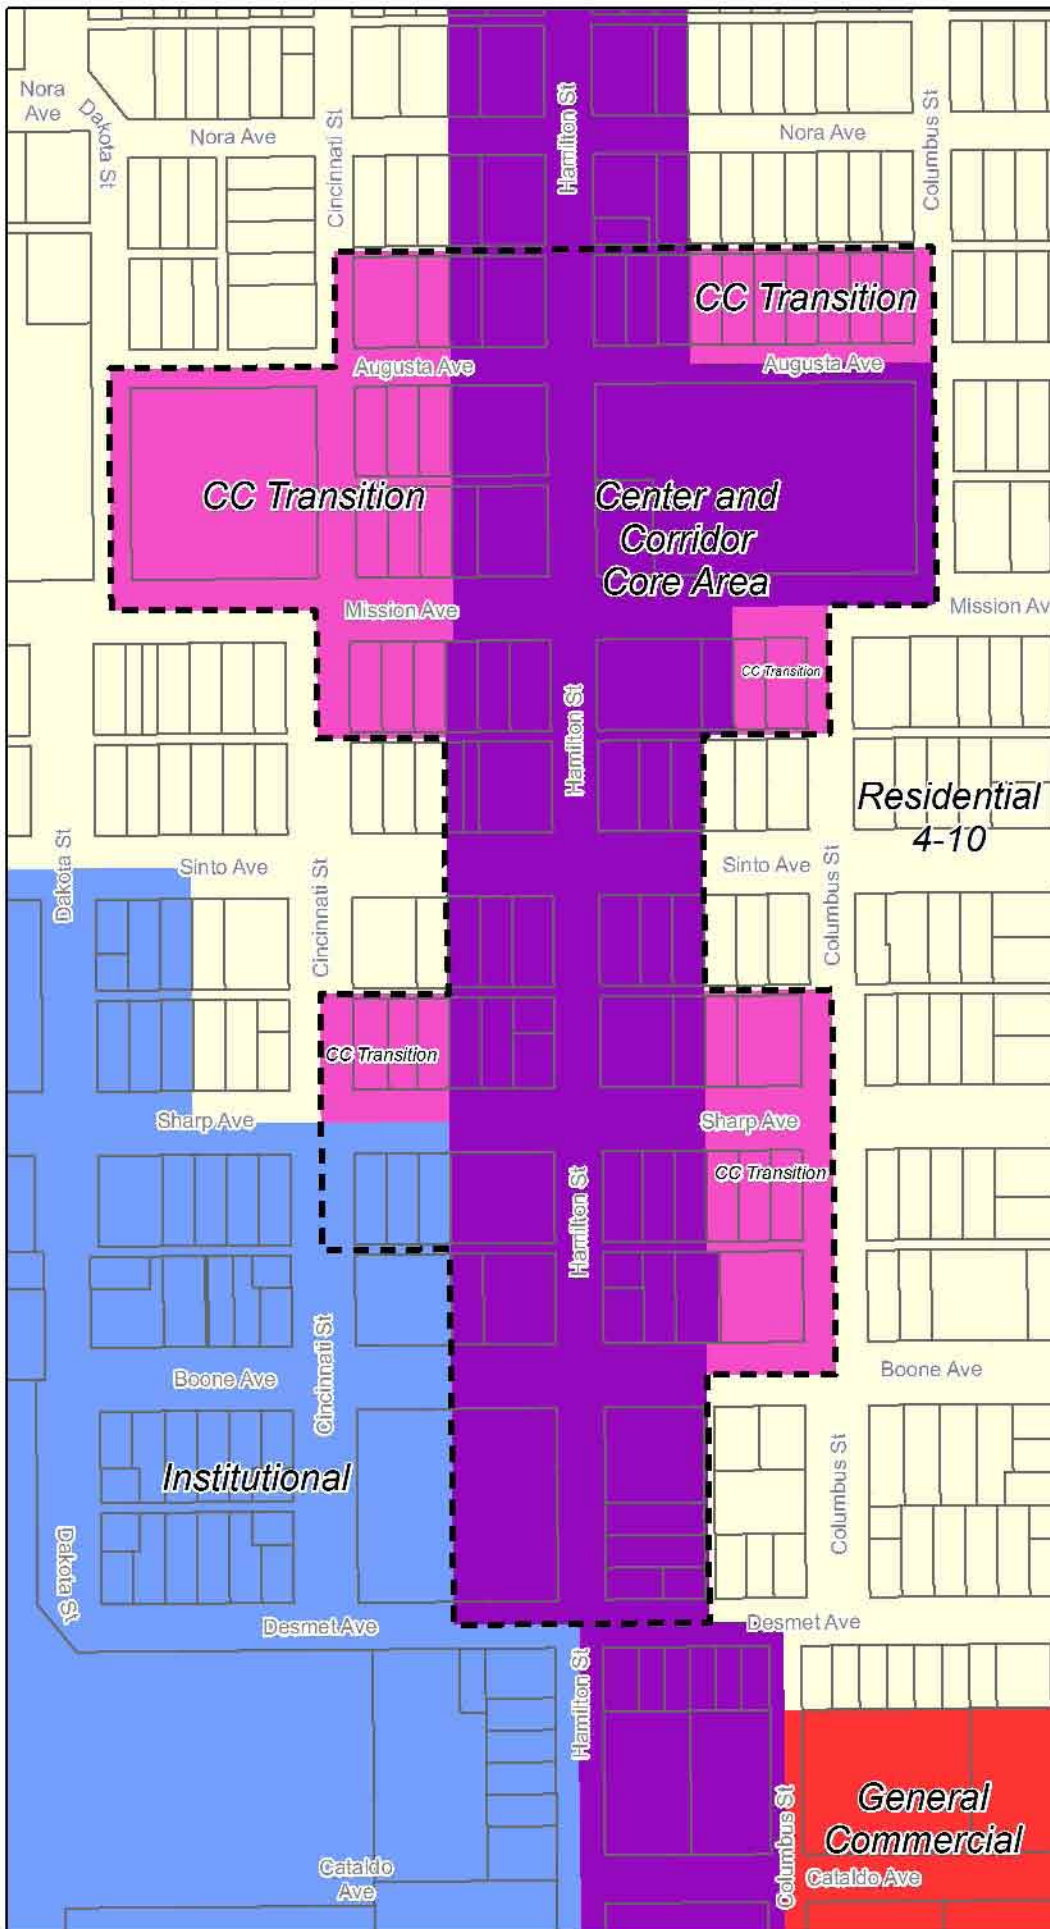 Nora
Ave
Dakota St
Nora Ave
Cincinnati St
Hamilton St
Nora Ave
Columbus St
CC Transition
Augusta Ave
Augusta Ave
CC Transition
Center and
Corridor
Core Area
Mission Ave
Mission Av
CC Transition
Hamilton St
Residential
4-10
Dakota St
Sinto Ave
Cincinnati St
Sinto Ave
Columbus St
CC Transition
Sharp Ave
Sharp Ave
CC Transition
Hamilton St
Cincinnati St
Boone Ave
Boone Ave
Institutional
Columbus St
Dakota St
Desmet Ave
Desmet Ave
Hamilton St
General
Commercial
Columbus St
Cataldo
Ave
Cataldo Ave